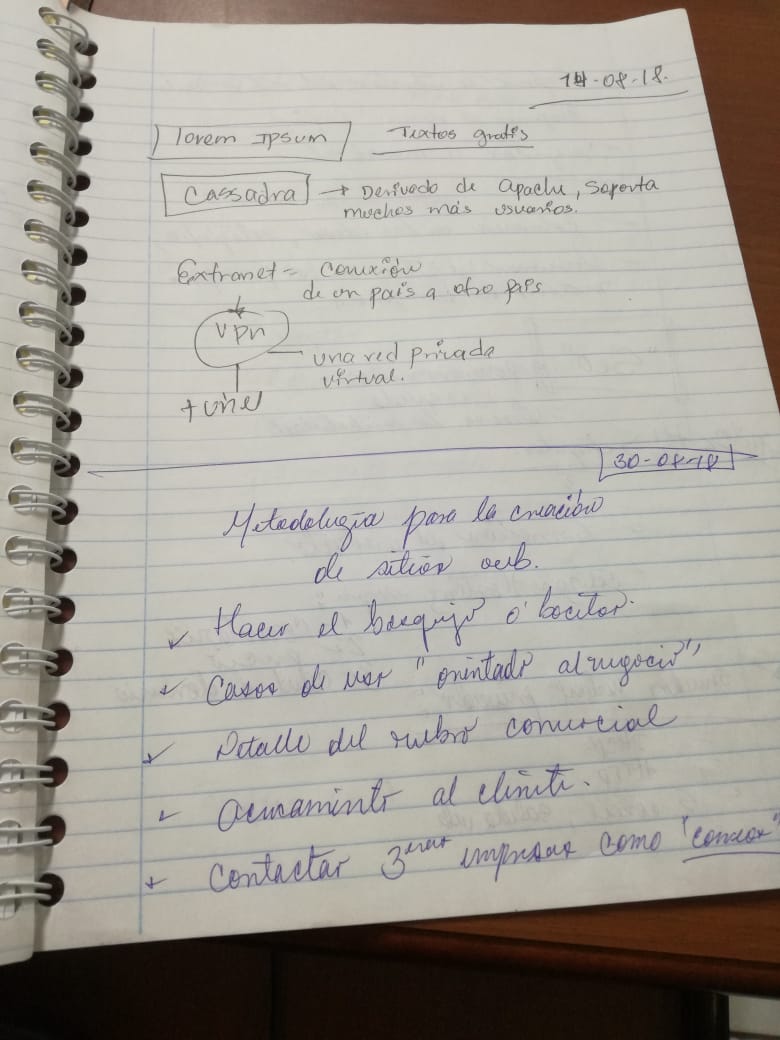 14-08-18.
Lorem Ipsum Textos gratis
Cassadra → Derivado de apache, Soporta
muchos más usuarios.
Extranet = conexión
de un país a otro país
vpn
una red privada
virtual.
tunel
30-08-18
Metodología para la creación
de sitios web.
✓ Hacer el bosquejo o bocetos.
✓ Casos de uso "orientado al negocio"
✓ Detalle del rubro comercial
✓ acercamiento al cliente.
✓ Contactar 3eras empresas como